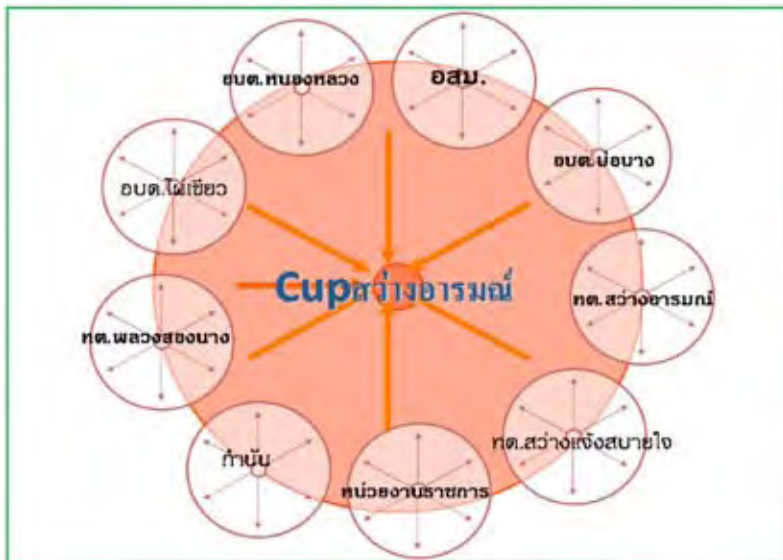 อบต.หนองหลวง
อสม.
อบต.บ่อยาง
อบต.ไผ่เขียว
Cupสว่างอารมณ์
ทต.สว่างอารมณ์
ทต.พลวงสองนาง
ทต.สว่างแจ้งสบายใจ
กำนัน
หน่วยงานราชการ